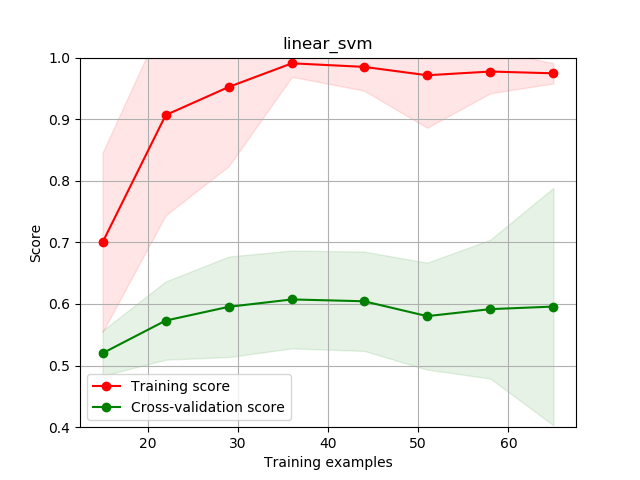 linear_svm
1.0
0.9
0.8
0.7
0.6
0.5
0.4
Score
Training score
Cross-validation score
20 30 40 50 60
Training examples